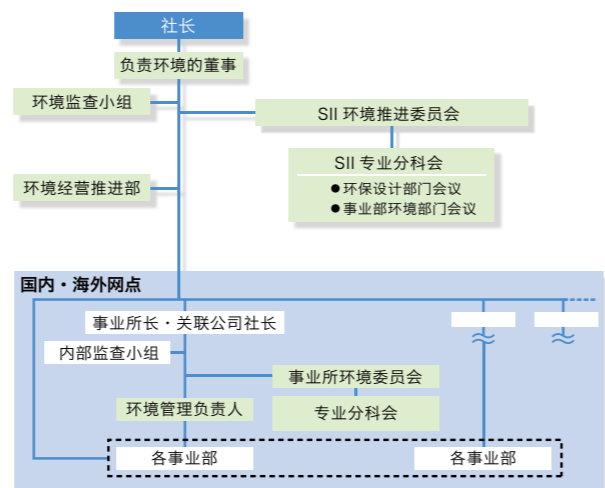 社长
负责环境的董事
环境监查小组
SII 环境推进委员会
SII 专业分科会
●环保设计部门会议
●事业部环境部门会议
环境经营推进部
国内・海外网点
事业所长・关联公司社长
内部监查小组
事业所环境委员会
环境管理负责人
专业分科会
各事业部
各事业部